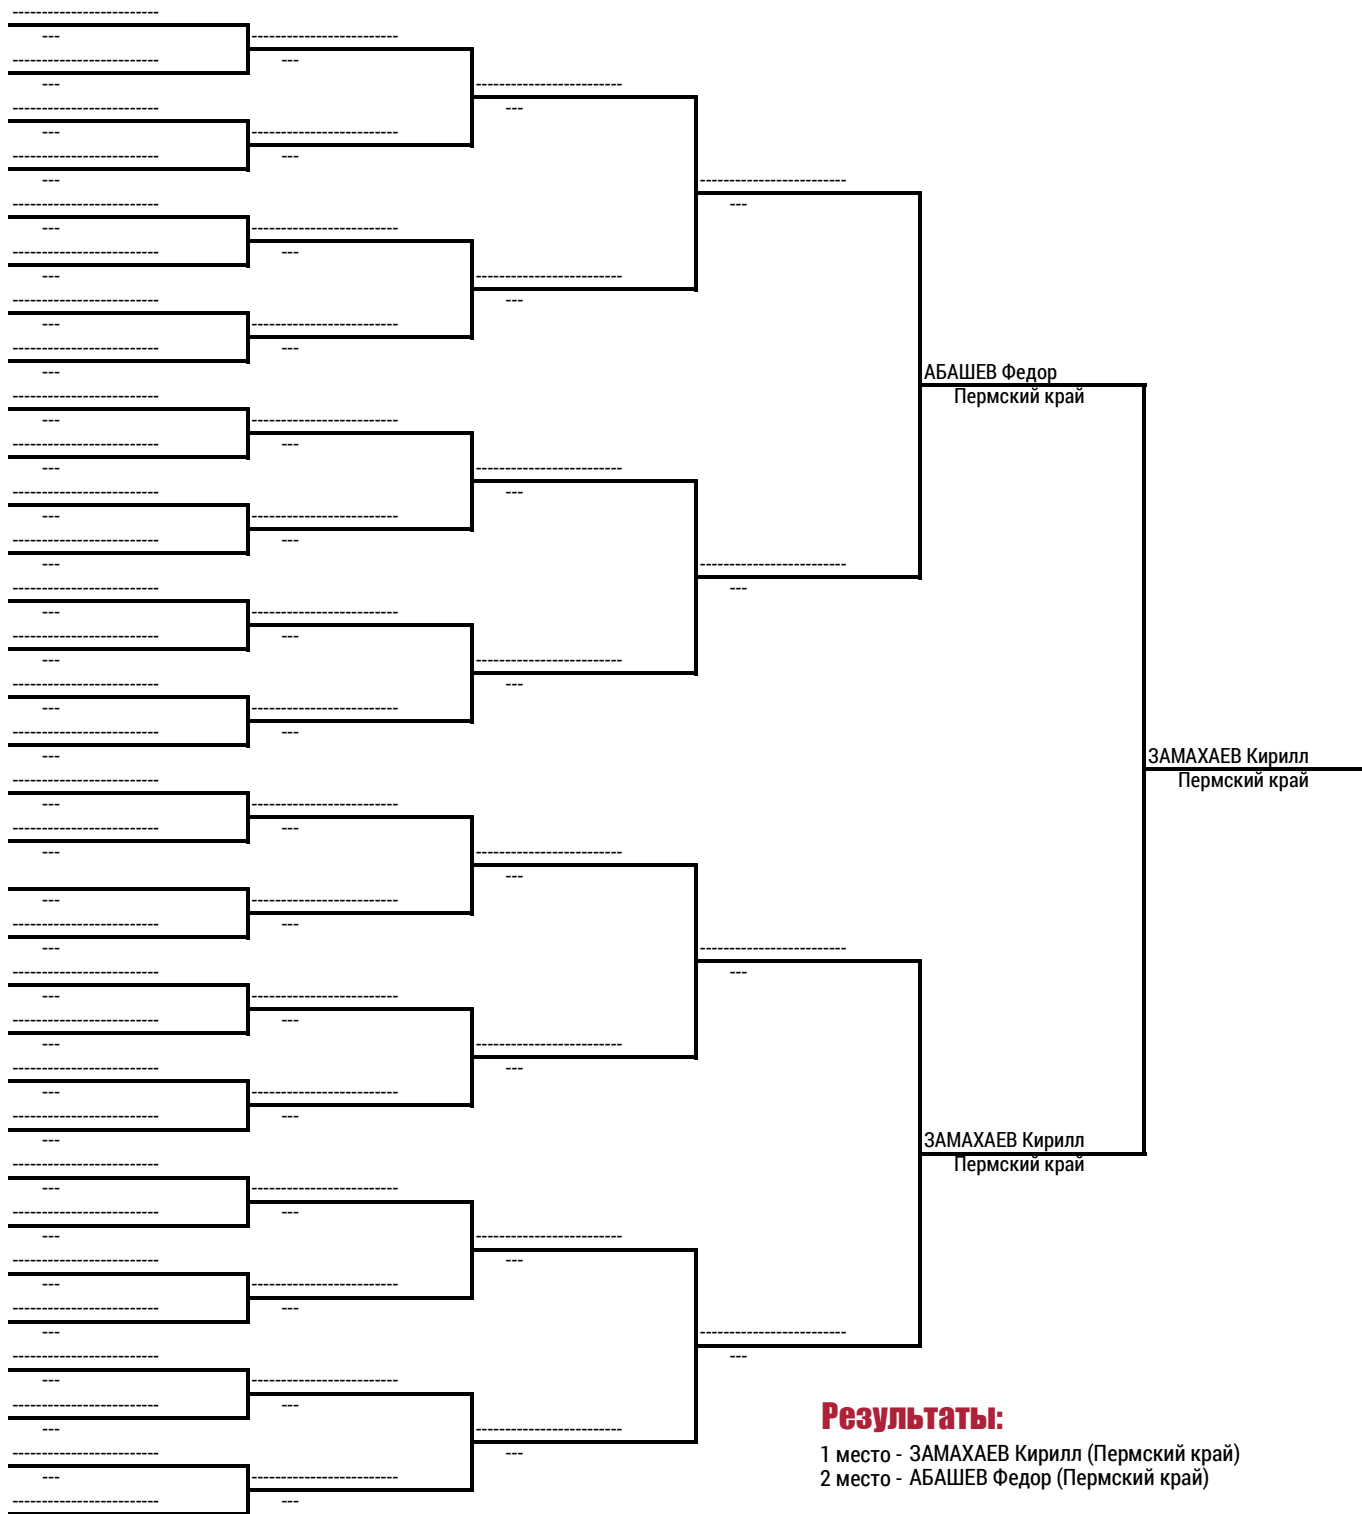 АБАШЕВ Федор
Пермский край
ЗАМАХАЕВ Кирилл
Пермский край
ЗАМАХАЕВ Кирилл
Пермский край
Результаты:
1 место - ЗАМАХАЕВ Кирилл (Пермский край)
2 место - АБАШЕВ Федор (Пермский край)